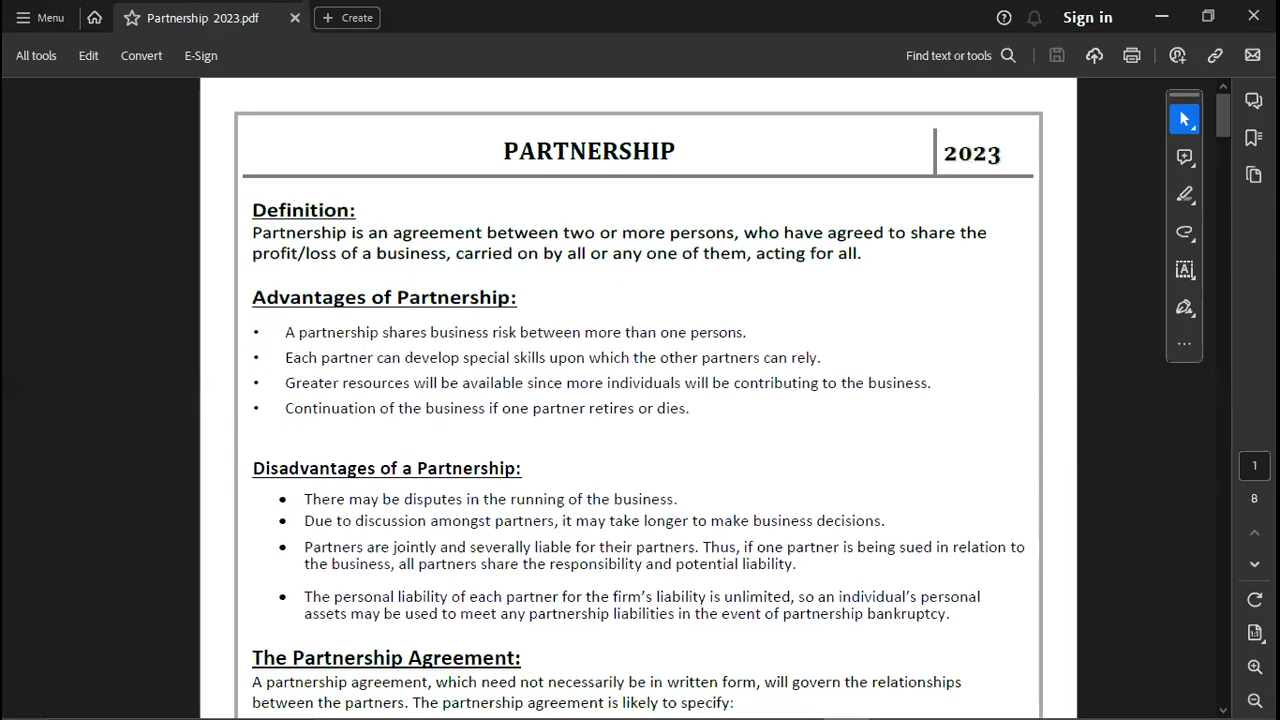 Menu
Partnership 2023.pdf
Create
Sign in
All tools
Edit
Convert
E-Sign
Find text or tools
PARTNERSHIP
2023
Definition:
Partnership is an agreement between two or more persons, who have agreed to share the
profit/loss of a business, carried on by all or any one of them, acting for all.
Advantages of Partnership:
• A partnership shares business risk between more than one persons.
• Each partner can develop special skills upon which the other partners can rely.
• Greater resources will be available since more individuals will be contributing to the business.
• Continuation of the business if one partner retires or dies.
Disadvantages of a Partnership:
• There may be disputes in the running of the business.
• Due to discussion amongst partners, it may take longer to make business decisions.
• Partners are jointly and severally liable for their partners. Thus, if one partner is being sued in relation to
the business, all partners share the responsibility and potential liability.
• The personal liability of each partner for the firm's liability is unlimited, so an individual's personal
assets may be used to meet any partnership liabilities in the event of partnership bankruptcy.
The Partnership Agreement:
A partnership agreement, which need not necessarily be in written form, will govern the relationships
between the partners. The partnership agreement is likely to specify:
1
8